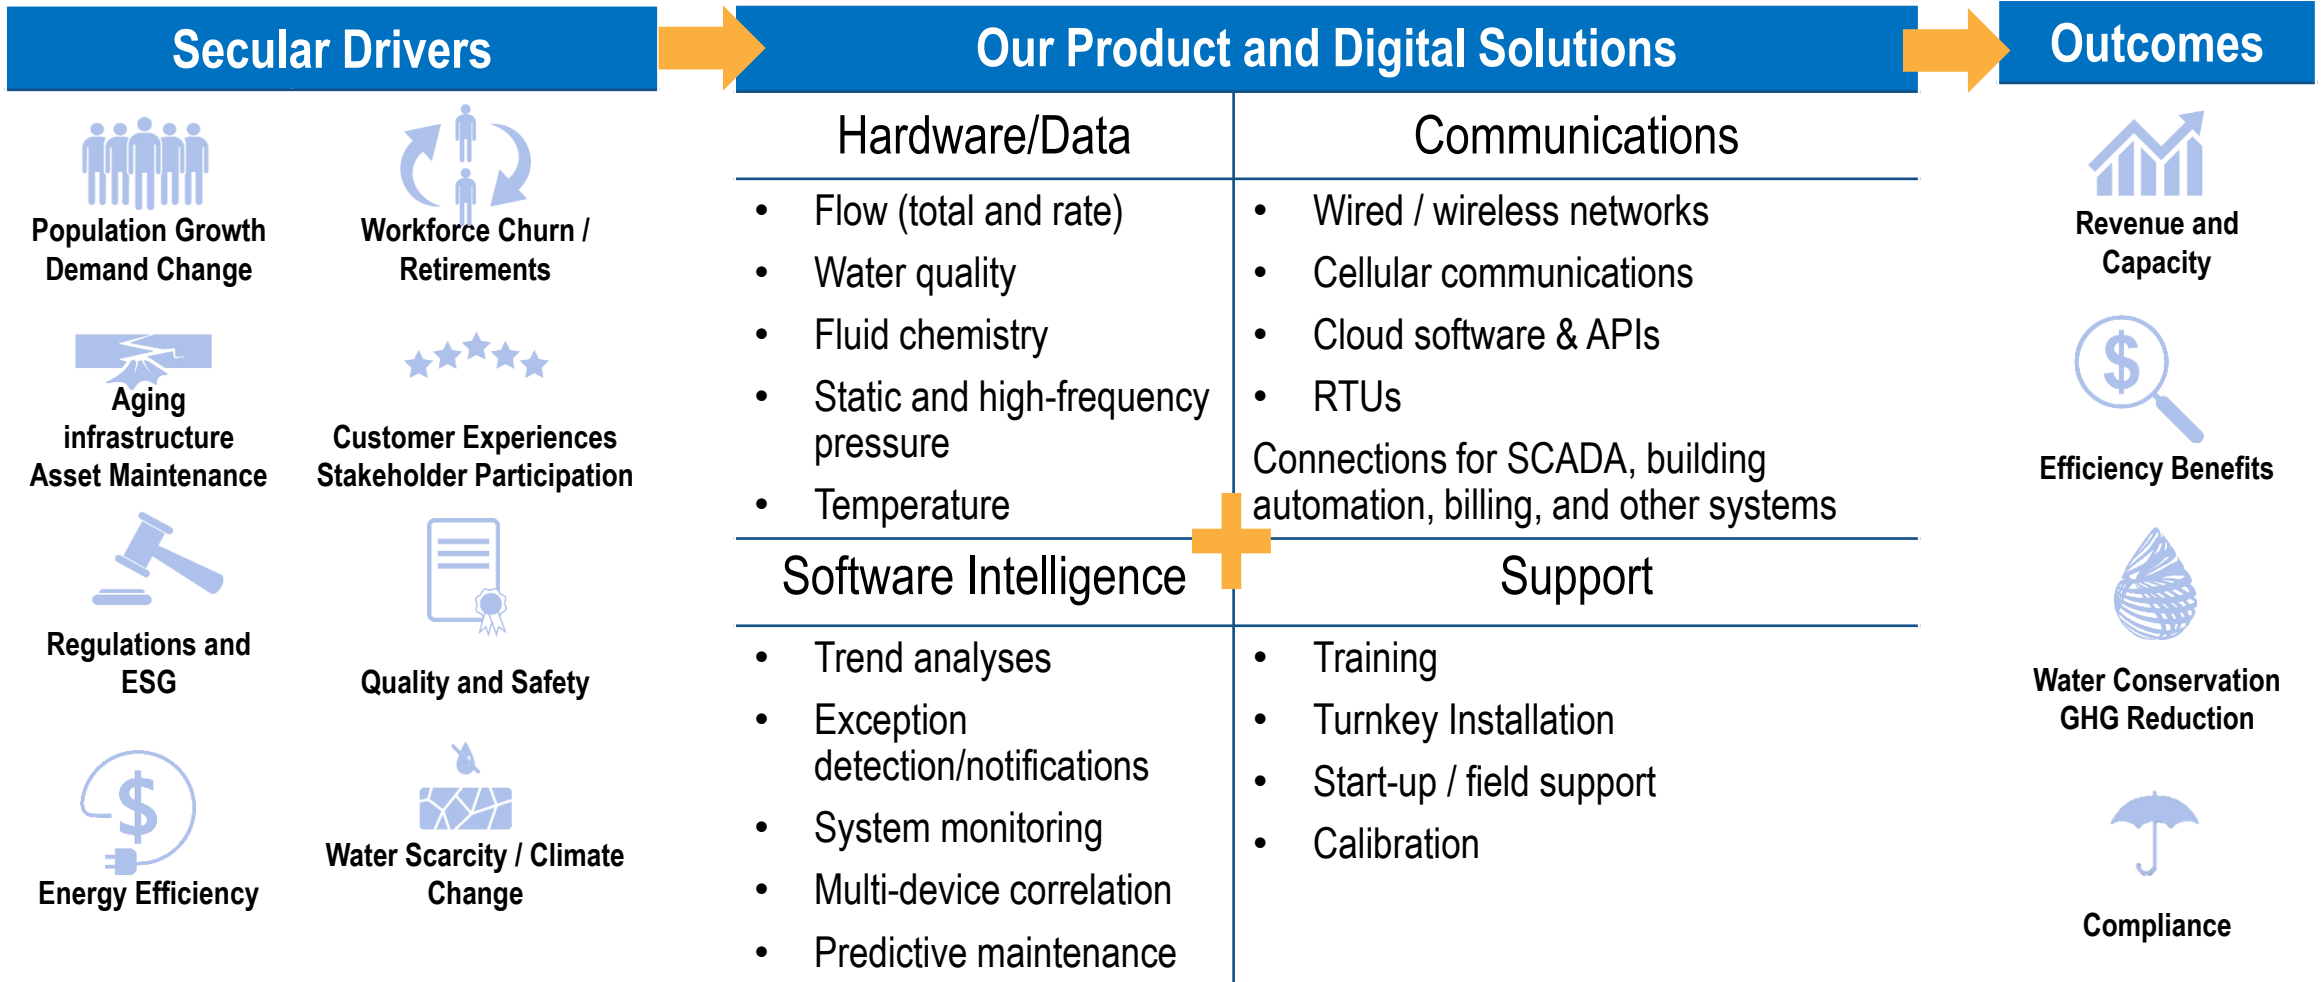 Secular Drivers
Population Growth
Demand Change
Workforce Churn /
Retirements
Aging
infrastructure
Asset Maintenance
Customer Experiences
Stakeholder Participation
Regulations and
ESG
Quality and Safety
$
Energy Efficiency
Water Scarcity / Climate
Change
Our Product and Digital Solutions
Hardware/Data
• Flow (total and rate)
• Water quality
• Fluid chemistry
• Static and high-frequency
pressure
• Temperature
Communications
• Wired / wireless networks
• Cellular communications
• Cloud software & APIs
• RTUs
Connections for SCADA, building
automation, billing, and other systems
Software Intelligence
• Trend analyses
• Exception
detection/notifications
• System monitoring
• Multi-device correlation
• Predictive maintenance
Support
• Training
• Turnkey Installation
• Start-up / field support
• Calibration
Outcomes
Revenue and
Capacity
$
Efficiency Benefits
Water Conservation
GHG Reduction
Compliance